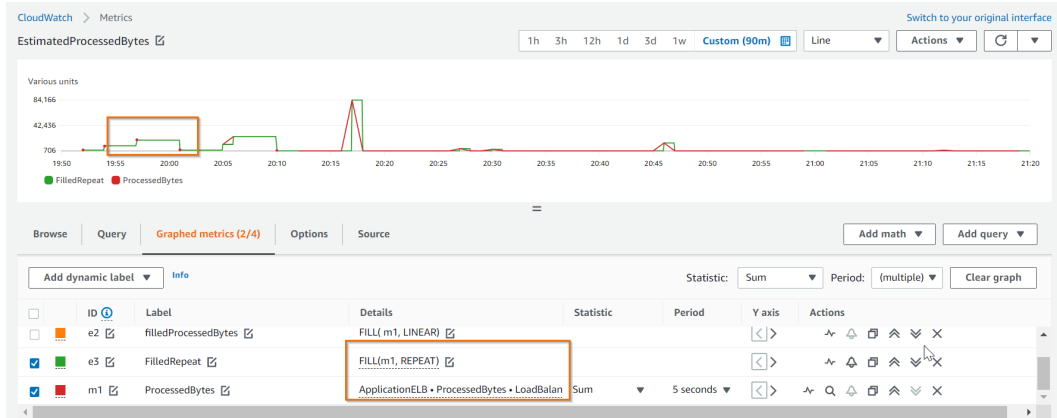 CloudWatch > Metrics
Switch to your original interface
EstimatedProcessedBytes
1h 3h 12h 1d 3d 1w Custom (90m) Line Actions
Various units
84,166
42,436
706
19:50 19:55 20:00 20:05 20:10 20:15 20:20 20:25 20:30 20:35 20:40 20:45 20:50 20:55 21:00 21:05 21:10 21:15 21:20
FilledRepeat ProcessedBytes
Browse Query Graphed metrics (2/4) Options Source Add math Add query
Add dynamic label Info Statistic: Sum Period: (multiple) Clear graph
ID Label Details Statistic Period Y axis Actions
e2 filledProcessedBytes FILL( m1, LINEAR)
e3 FilledRepeat FILL(m1, REPEAT)
m1 ProcessedBytes ApplicationELB • ProcessedBytes • LoadBalan Sum 5 seconds